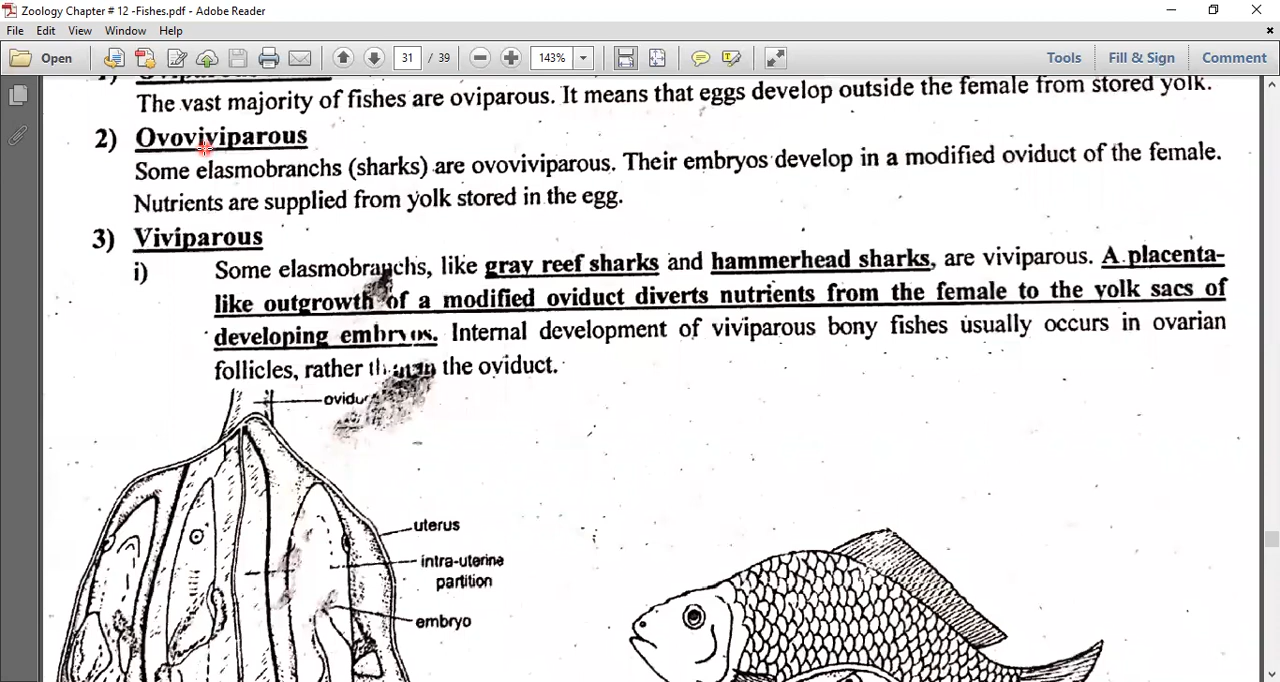 Zoology Chapter # 12 -Fishes.pdf - Adobe Reader
File Edit View Window Help
Open 31 / 39 143% Tools Fill & Sign Comment
1) Oviparous
The vast majority of fishes are oviparous. It means that eggs develop outside the female from stored yolk.
2) Ovoviviparous
Some elasmobranchs (sharks) are ovoviviparous. Their embryos develop in a modified oviduct of the female.
Nutrients are supplied from yolk stored in the egg.
3) Viviparous
i) Some elasmobranchs, like gray reef sharks and hammerhead sharks, are viviparous. A placenta-
like outgrowth of a modified oviduct diverts nutrients from the female to the yolk sacs of
developing embryos. Internal development of viviparous bony fishes usually occurs in ovarian
follicles, rather than in the oviduct.
oviduct
uterus
intra-uterine
partition
embryo